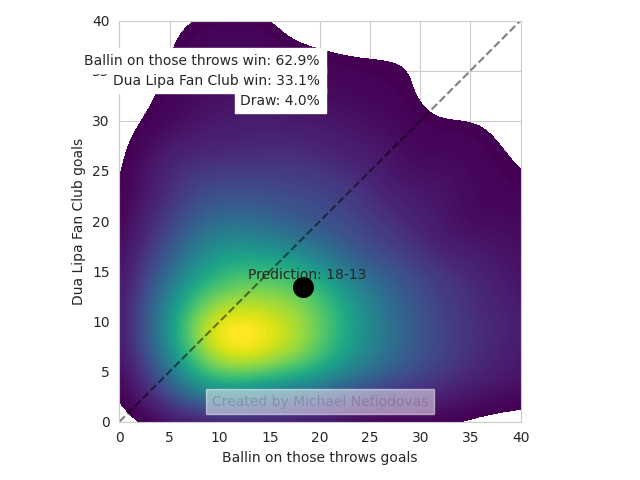 40
Ballin on those throws win: 62.9%
Dua Lipa Fan Club win: 33.1%
Draw: 4.0%
30
25
20
15
10
5
0
Dua Lipa Fan Club goals
Prediction: 18-13
Created by Michael Nefiodovas
0 5 10 15 20 25 30 35 40
Ballin on those throws goals